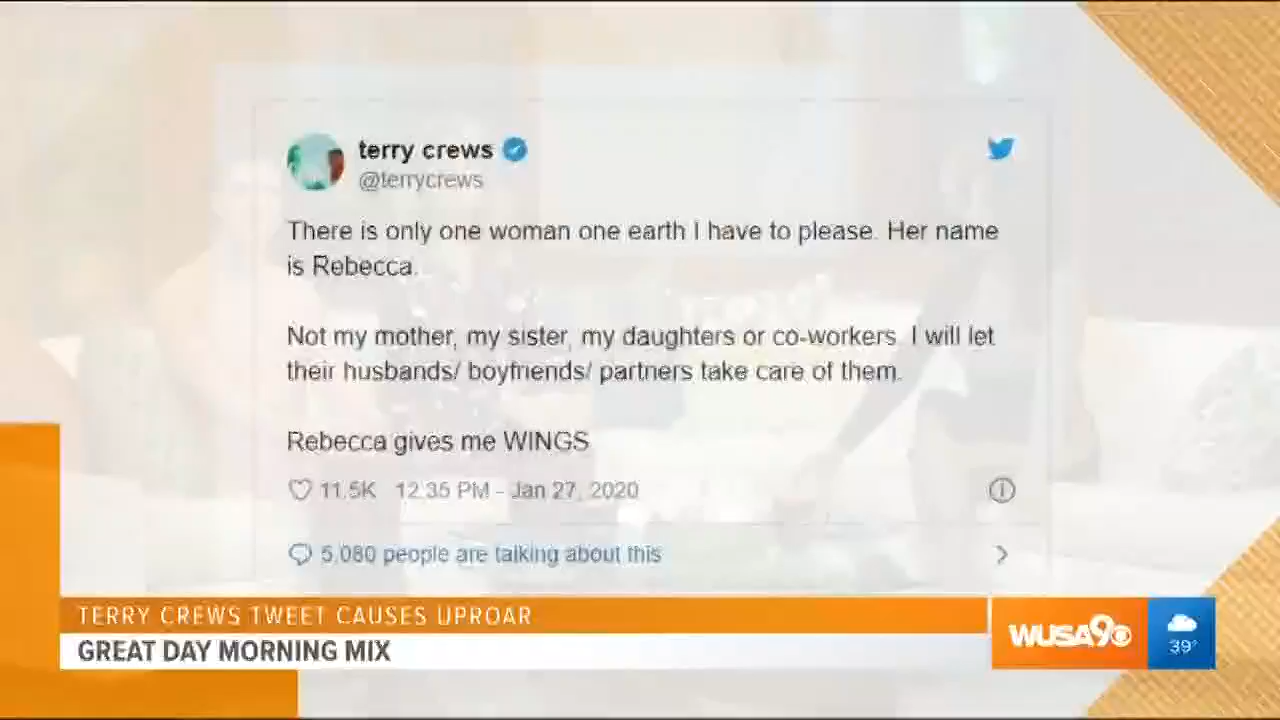 terry crews
@terrycrews
There is only one woman one earth I have to please. Her name
is Rebecca.
Not my mother, my sister, my daughters or co-workers. I will let
their husbands/ boyfriends/ partners take care of them.
Rebecca gives me WINGS
11.5K 12:35 PM - Jan 27, 2020
5,080 people are talking about this
TERRY CREWS TWEET CAUSES UPROAR
GREAT DAY MORNING MIX
WUSA9
39°